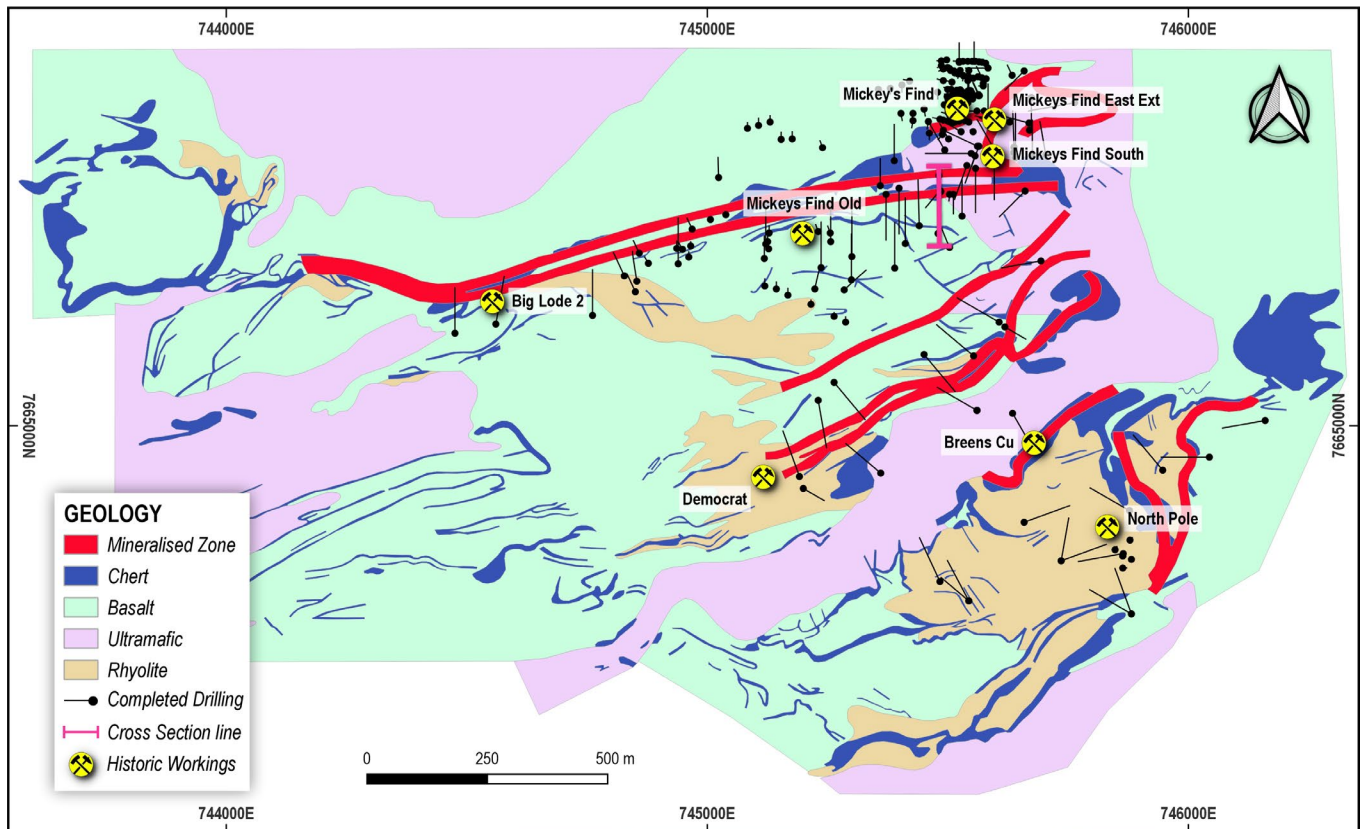 744000E 745000E 746000E
Mickey's Find
Mickeys Find East Ext
Mickeys Find South
Mickeys Find Old
Big Lode 2
7665000N
7665000N
Breens Cu
Democrat
North Pole
GEOLOGY
Mineralised Zone
Chert
Basalt
Ultramafic
Rhyolite
Completed Drilling
Cross Section line
Historic Workings
0 250 500 m
744000E 745000E 746000E